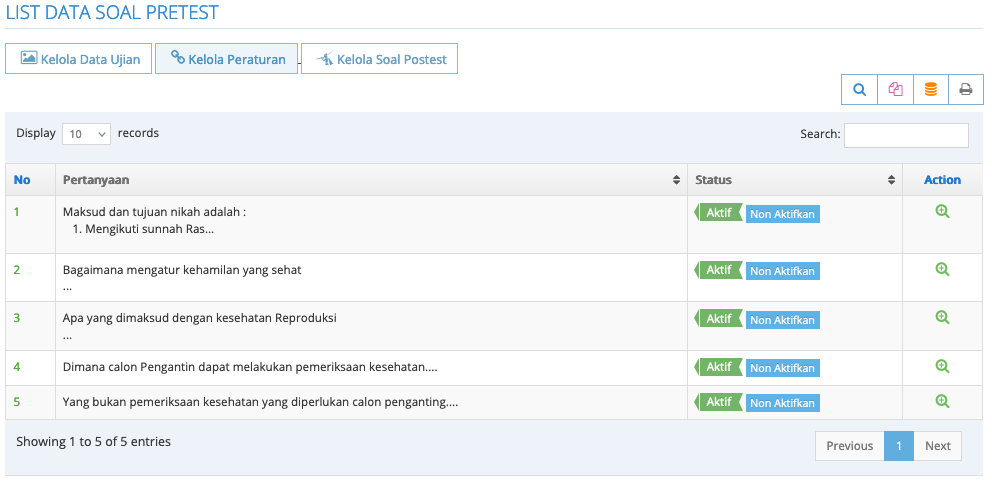 LIST DATA SOAL PRETEST
Kelola Data Ujian Kelola Peraturan Kelola Soal Postest
Display 10 records Search:
No Pertanyaan Status Action
1 Maksud dan tujuan nikah adalah : Aktif Non Aktifkan
1. Mengikuti sunnah Ras...
2 Bagaimana mengatur kehamilan yang sehat Aktif Non Aktifkan
...
3 Apa yang dimaksud dengan kesehatan Reproduksi Aktif Non Aktifkan
...
4 Dimana calon Pengantin dapat melakukan pemeriksaan kesehatan.... Aktif Non Aktifkan
5 Yang bukan pemeriksaan kesehatan yang diperlukan calon penganting.... Aktif Non Aktifkan
Showing 1 to 5 of 5 entries Previous 1 Next